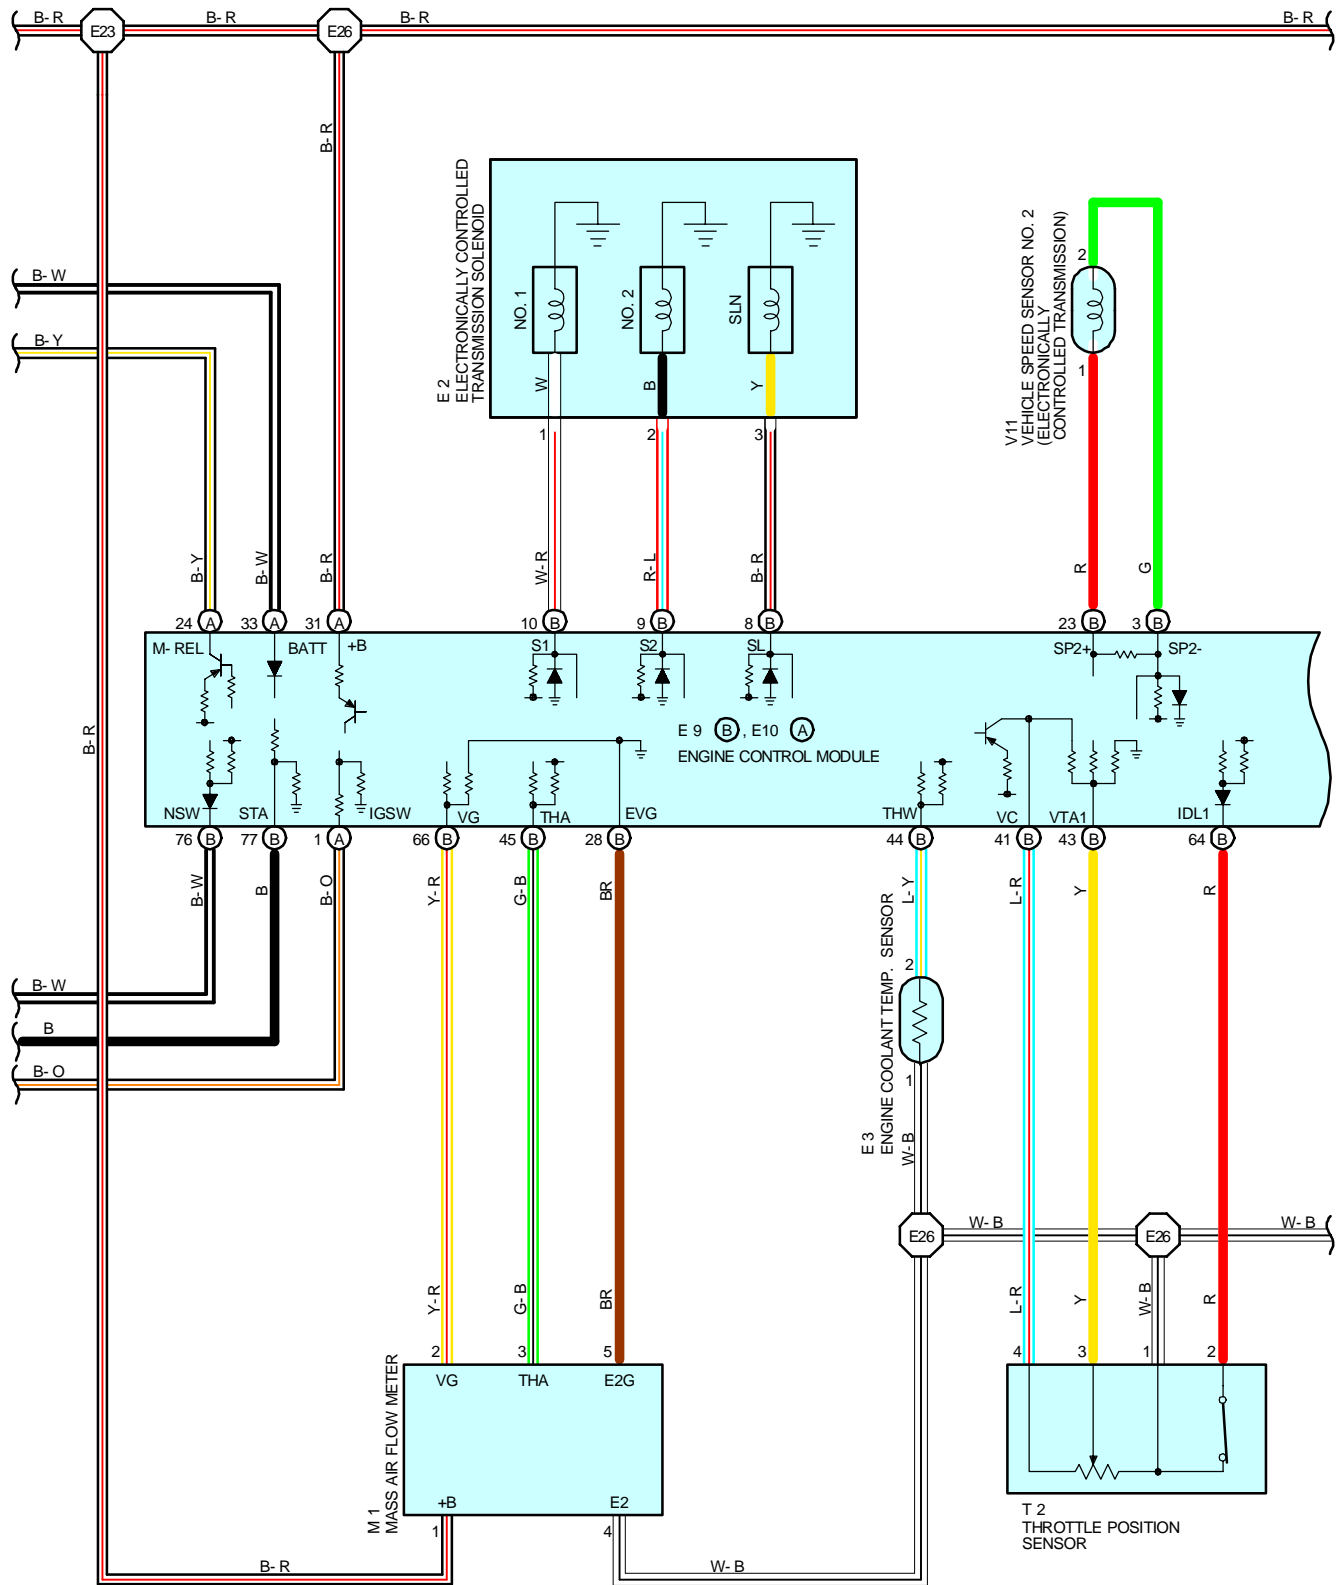 B-R
B-R
B-R
B-R
E23
E26
B-R
E 2
ELECTRONICALLY CONTROLLED
TRANSMISSION SOLENOID
NO. 1
NO. 2
SLN
W
B
Y
1
2
3
V11
VEHICLE SPEED SENSOR NO. 2
(ELECTRONICALLY
CONTROLLED TRANSMISSION)
2
1
B-W
B-Y
B-Y
B-W
B-R
W-R
R-L
B-R
R
G
24 A
33 A
31 A
10 B
9 B
8 B
23 B
3 B
M-REL
BATT
+B
S1
S2
SL
SP2+
SP2-
B-R
E 9 B , E10 A
ENGINE CONTROL MODULE
NSW
STA
IGSW
VG
THA
EVG
THW
VC
VTA1
IDL1
76 B
77 B
1 A
66 B
45 B
28 B
44 B
41 B
43 B
64 B
B-W
B
B-O
Y-R
G-B
BR
L-Y
L-R
Y
R
B-W
B
B-O
E 3
ENGINE COOLANT TEMP. SENSOR
2
1
W-B
E26
W-B
E26
W-B
Y-R
G-B
BR
L-R
Y
W-B
R
2
3
5
4
3
1
2
VG
THA
E2G
M 1
MASS AIR FLOW METER
+B
E2
1
4
T 2
THROTTLE POSITION
SENSOR
B-R
W-B